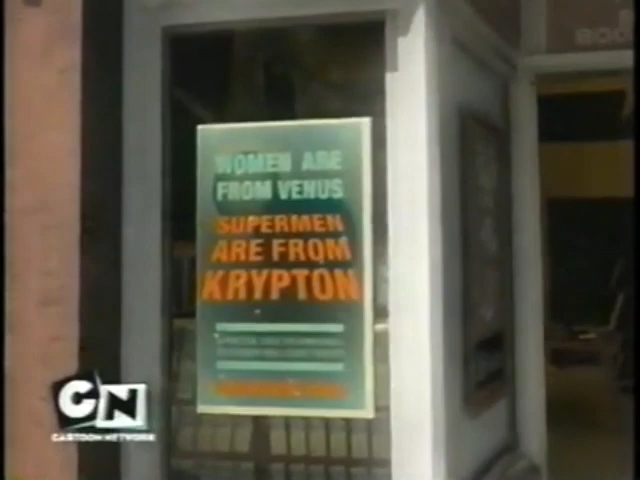 WOMEN ARE
FROM VENUS
SUPERMEN
ARE FROM
KRYPTON
CN
CARTOON NETWORK